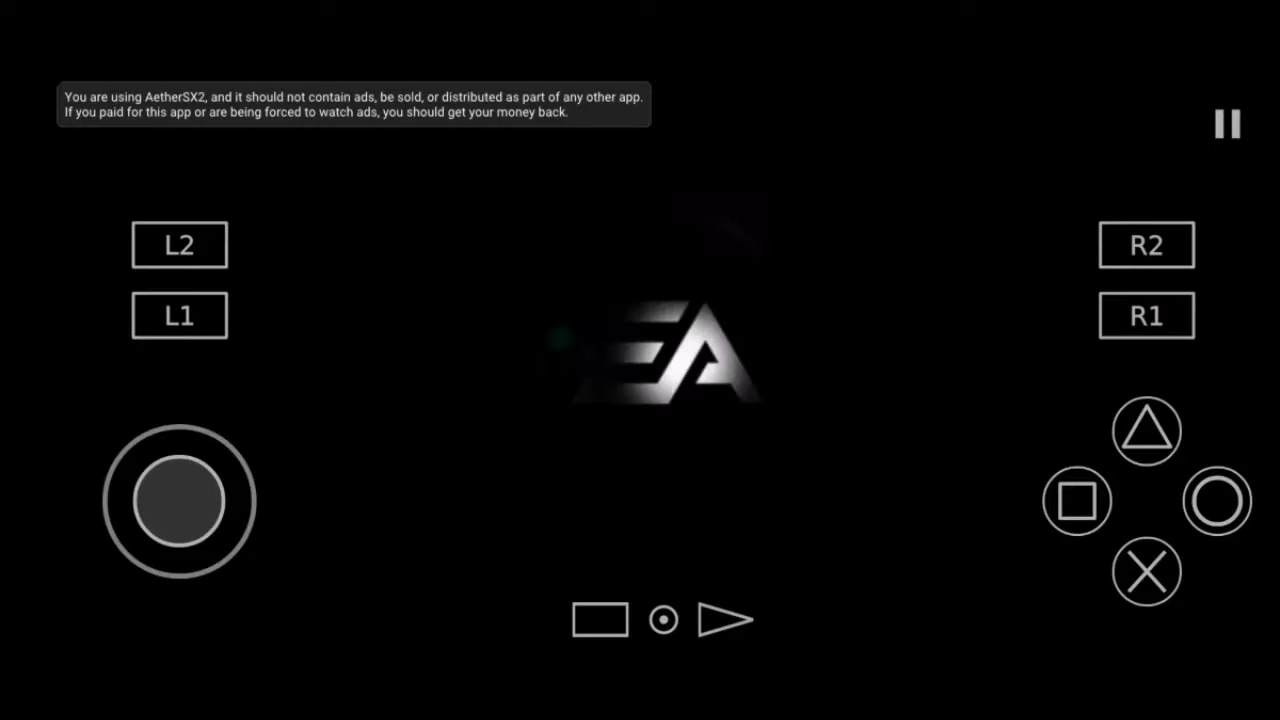 You are using AetherSX2, and it should not contain ads, be sold, or distributed as part of any other app.
If you paid for this app or are being forced to watch ads, you should get your money back.
L2
R2
L1
R1
EA